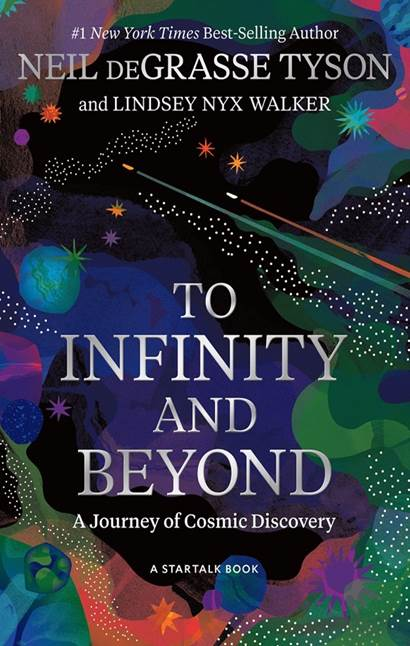 #1 New York Times Best-Selling Author
NEIL DEGRASSE TYSON
and LINDSEY NYX WALKER
TO
INFINITY
AND
BEYOND
A Journey of Cosmic Discovery
A STARTALK BOOK